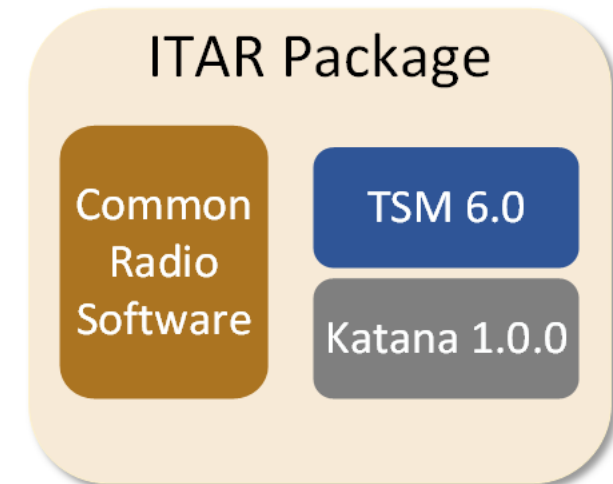 ITAR Package
Common
Radio
Software
TSM 6.0
Katana 1.0.0